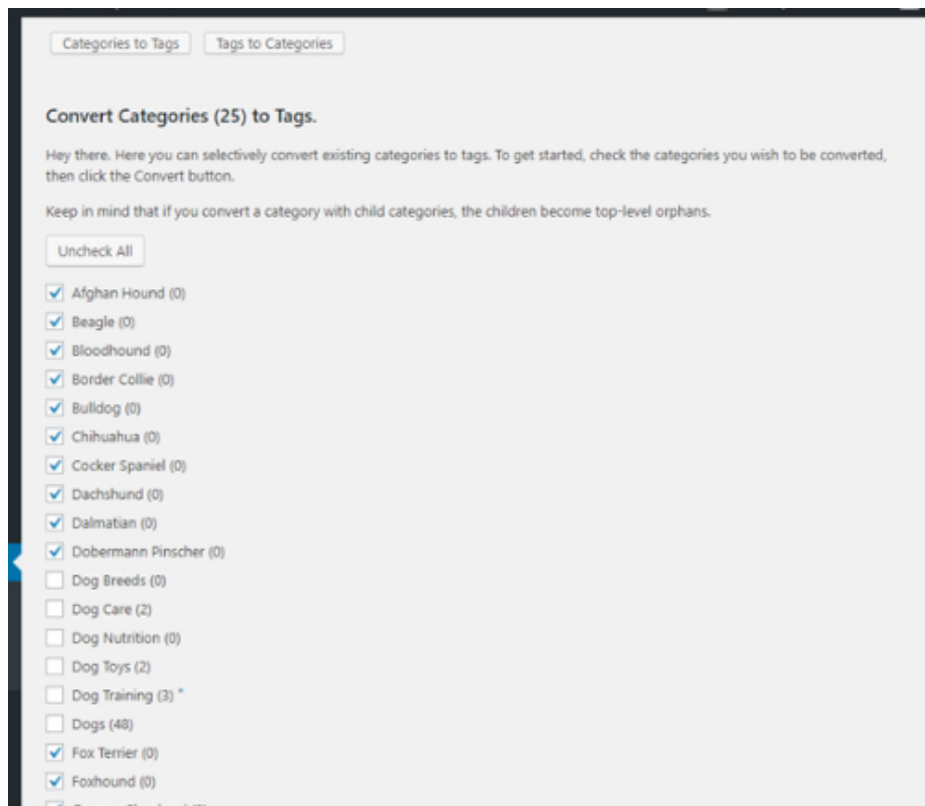 Categories to Tags
Tags to Categories
Convert Categories (25) to Tags.
Hey there. Here you can selectively convert existing categories to tags. To get started, check the categories you wish to be converted,
then click the Convert button.
Keep in mind that if you convert a category with child categories, the children become top-level orphans.
Uncheck All
Afghan Hound (0)
Beagle (0)
Bloodhound (0)
Border Collie (0)
Bulldog (0)
Chihuahua (0)
Cocker Spaniel (0)
Dachshund (0)
Dalmatian (0)
Dobermann Pinscher (0)
Dog Breeds (0)
Dog Care (2)
Dog Nutrition (0)
Dog Toys (2)
Dog Training (3) *
Dogs (48)
Fox Terrier (0)
Foxhound (0)